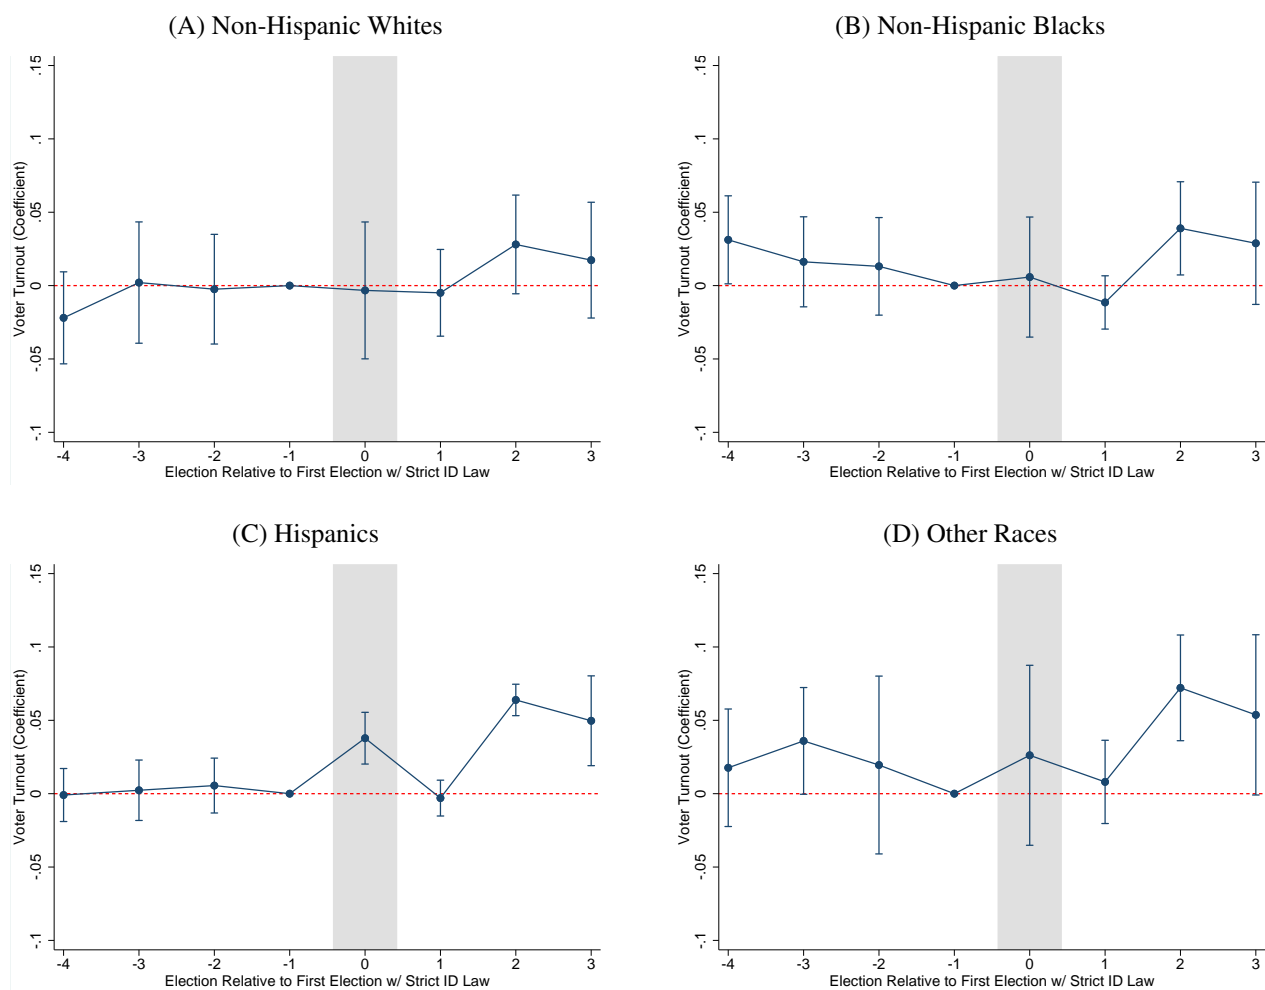 (A) Non-Hispanic Whites
.15
.1
.05
0
-.05
-.1
Voter Turnout (Coefficient)
-4 -3 -2 -1 0 1 2 3
Election Relative to First Election w/ Strict ID Law
(B) Non-Hispanic Blacks
.15
.1
.05
0
-.05
-.1
Voter Turnout (Coefficient)
-4 -3 -2 -1 0 1 2 3
Election Relative to First Election w/ Strict ID Law
(C) Hispanics
.15
.1
.05
0
-.05
-.1
Voter Turnout (Coefficient)
-4 -3 -2 -1 0 1 2 3
Election Relative to First Election w/ Strict ID Law
(D) Other Races
.15
.1
.05
0
-.05
-.1
Voter Turnout (Coefficient)
-4 -3 -2 -1 0 1 2 3
Election Relative to First Election w/ Strict ID Law